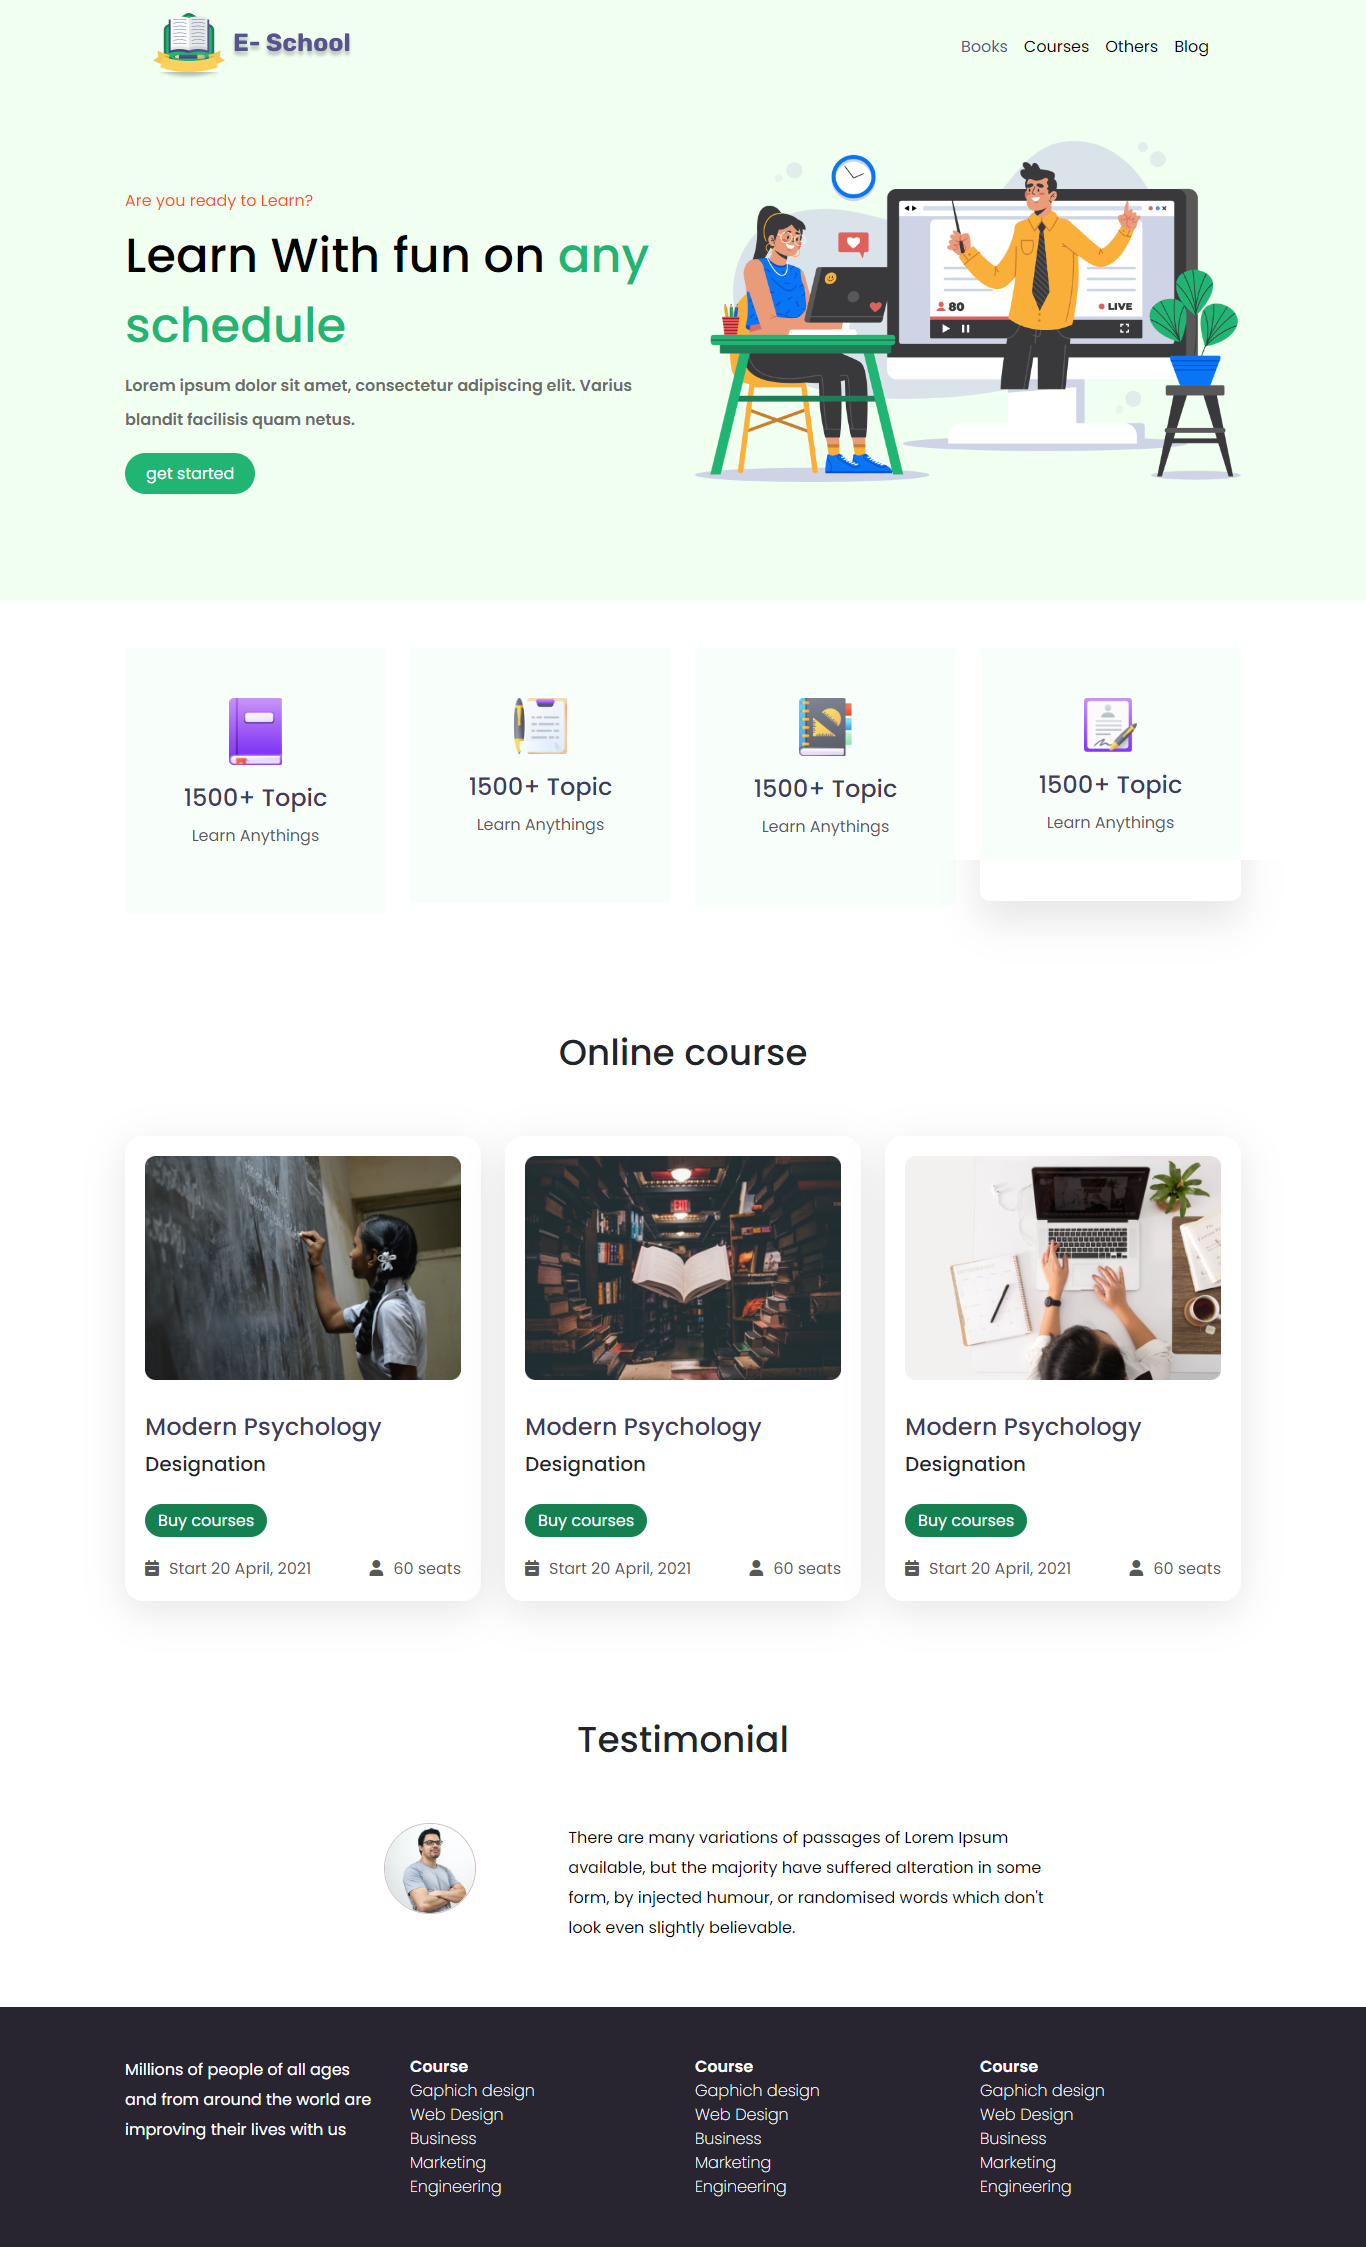 E- School
Books Courses Others Blog
Are you ready to Learn?
Learn With fun on any
schedule
Lorem ipsum dolor sit amet, consectetur adipiscing elit. Varius
blandit facilisis quam netus.
get started
80
LIVE
1500+ Topic
Learn Anythings
1500+ Topic
Learn Anythings
1500+ Topic
Learn Anythings
1500+ Topic
Learn Anythings
Online course
EXIT
Modern Psychology
Designation
Buy courses
Start 20 April, 2021 60 seats
Modern Psychology
Designation
Buy courses
Start 20 April, 2021 60 seats
Modern Psychology
Designation
Buy courses
Start 20 April, 2021 60 seats
Testimonial
There are many variations of passages of Lorem Ipsum
available, but the majority have suffered alteration in some
form, by injected humour, or randomised words which don't
look even slightly believable.
Millions of people of all ages
and from around the world are
improving their lives with us
Course
Gaphich design
Web Design
Business
Marketing
Engineering
Course
Gaphich design
Web Design
Business
Marketing
Engineering
Course
Gaphich design
Web Design
Business
Marketing
Engineering